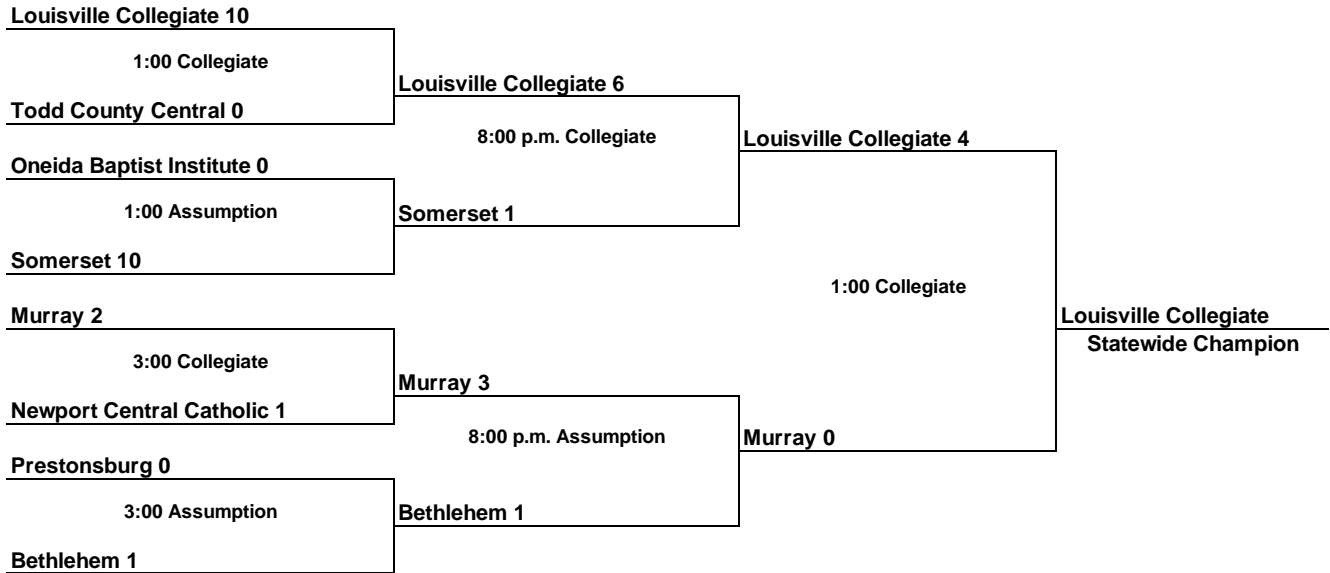 Louisville Collegiate 10
1:00 Collegiate
Todd County Central 0
Oneida Baptist Institute 0
1:00 Assumption
Somerset 10
Murray 2
3:00 Collegiate
Newport Central Catholic 1
Prestonsburg 0
3:00 Assumption
Bethlehem 1
Louisville Collegiate 6
8:00 p.m. Collegiate
Somerset 1
Murray 3
8:00 p.m. Assumption
Bethlehem 1
Louisville Collegiate 4
1:00 Collegiate
Murray 0
Louisville Collegiate
Statewide Champion